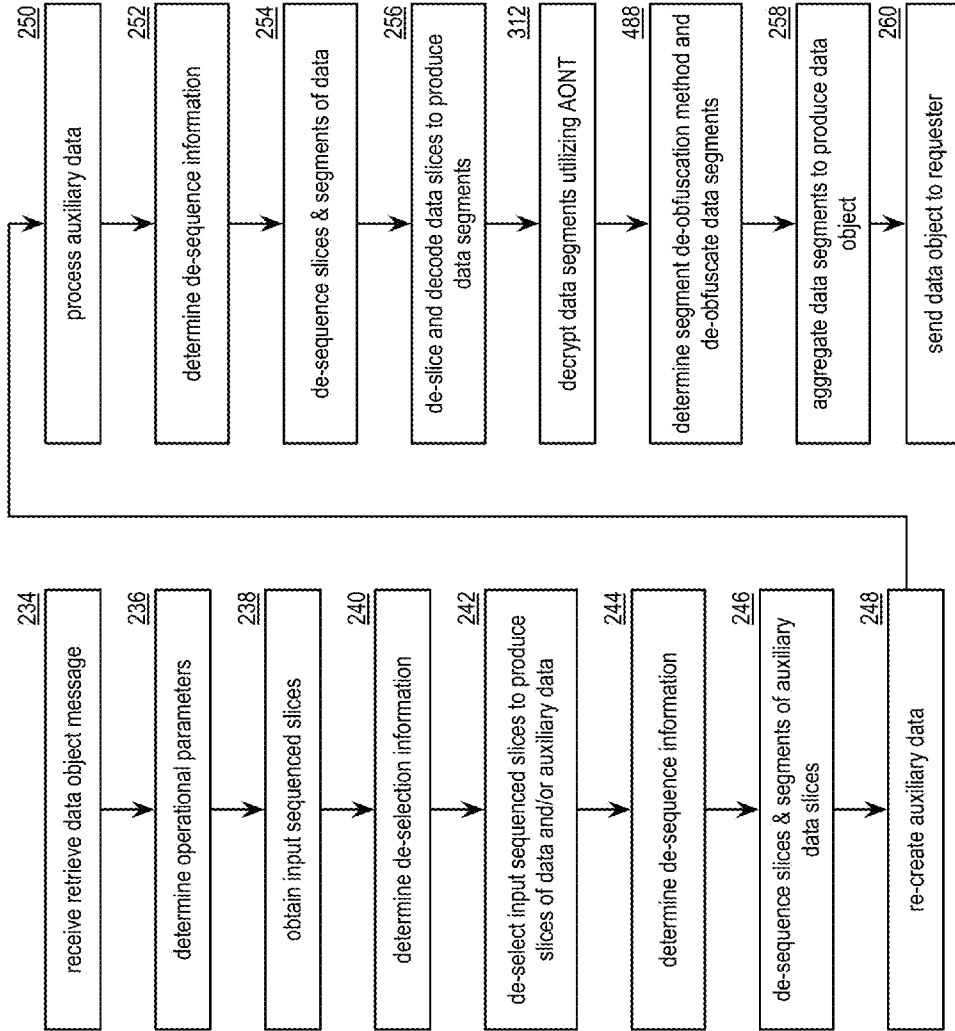 234
receive retrieve data object message
236
determine operational parameters
238
obtain input sequenced slices
240
determine de-selection information
242
de-select input sequenced slices to produce
slices of data and/or auxiliary data
244
determine de-sequence information
246
de-sequence slices & segments of auxiliary
data slices
248
re-create auxiliary data
250
process auxiliary data
252
determine de-sequence information
254
de-sequence slices & segments of data
256
de-slice and decode data slices to produce
data segments
312
decrypt data segments utilizing AONT
488
determine segment de-obfuscation method and
de-obfuscate data segments
258
aggregate data segments to produce data
object
260
send data object to requester